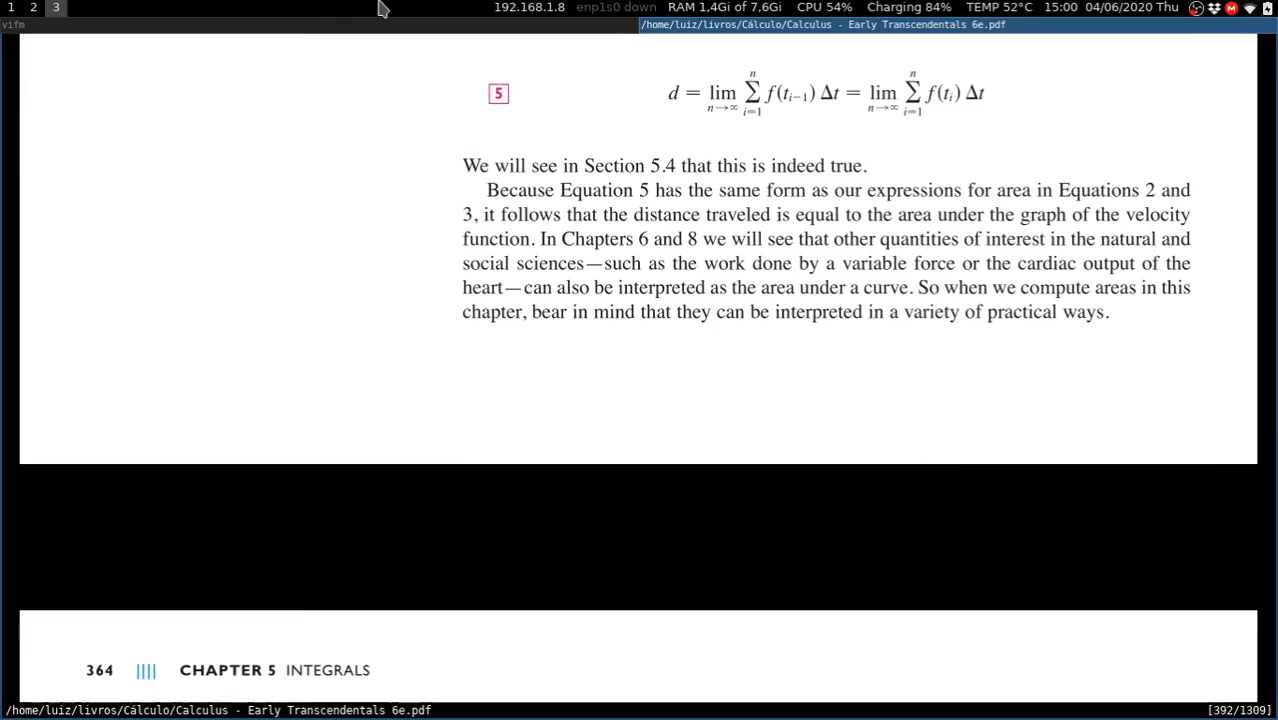 1 2 3 192.168.1.8 enp1s0 down RAM 1,4Gi of 7,6Gi CPU 54% Charging 84% TEMP 52°C 15:00 04/06/2020 Thu
vifm /home/luiz/livros/Cálculo/Calculus - Early Transcendentals 6e.pdf
5 d = lim n→∞ ∑ n i=1 f(t_{i−1}) Δt = lim n→∞ ∑ n i=1 f(t_i) Δt
We will see in Section 5.4 that this is indeed true.
Because Equation 5 has the same form as our expressions for area in Equations 2 and
3, it follows that the distance traveled is equal to the area under the graph of the velocity
function. In Chapters 6 and 8 we will see that other quantities of interest in the natural and
social sciences—such as the work done by a variable force or the cardiac output of the
heart—can also be interpreted as the area under a curve. So when we compute areas in this
chapter, bear in mind that they can be interpreted in a variety of practical ways.
364 |||| CHAPTER 5 INTEGRALS
/home/luiz/livros/Cálculo/Calculus - Early Transcendentals 6e.pdf [392/1309]